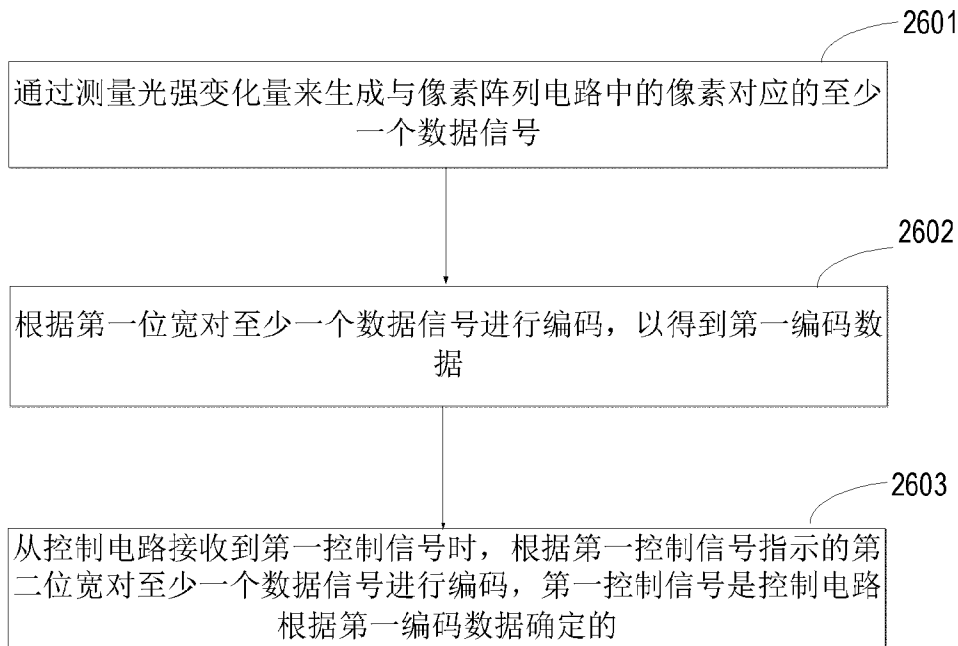 2601
通过测量光强变化量来生成与像素阵列电路中的像素对应的至少
一个数据信号
2602
根据第一位宽对至少一个数据信号进行编码，以得到第一编码数
据
2603
从控制电路接收到第一控制信号时，根据第一控制信号指示的第
二位宽对至少一个数据信号进行编码，第一控制信号是控制电路
根据第一编码数据确定的